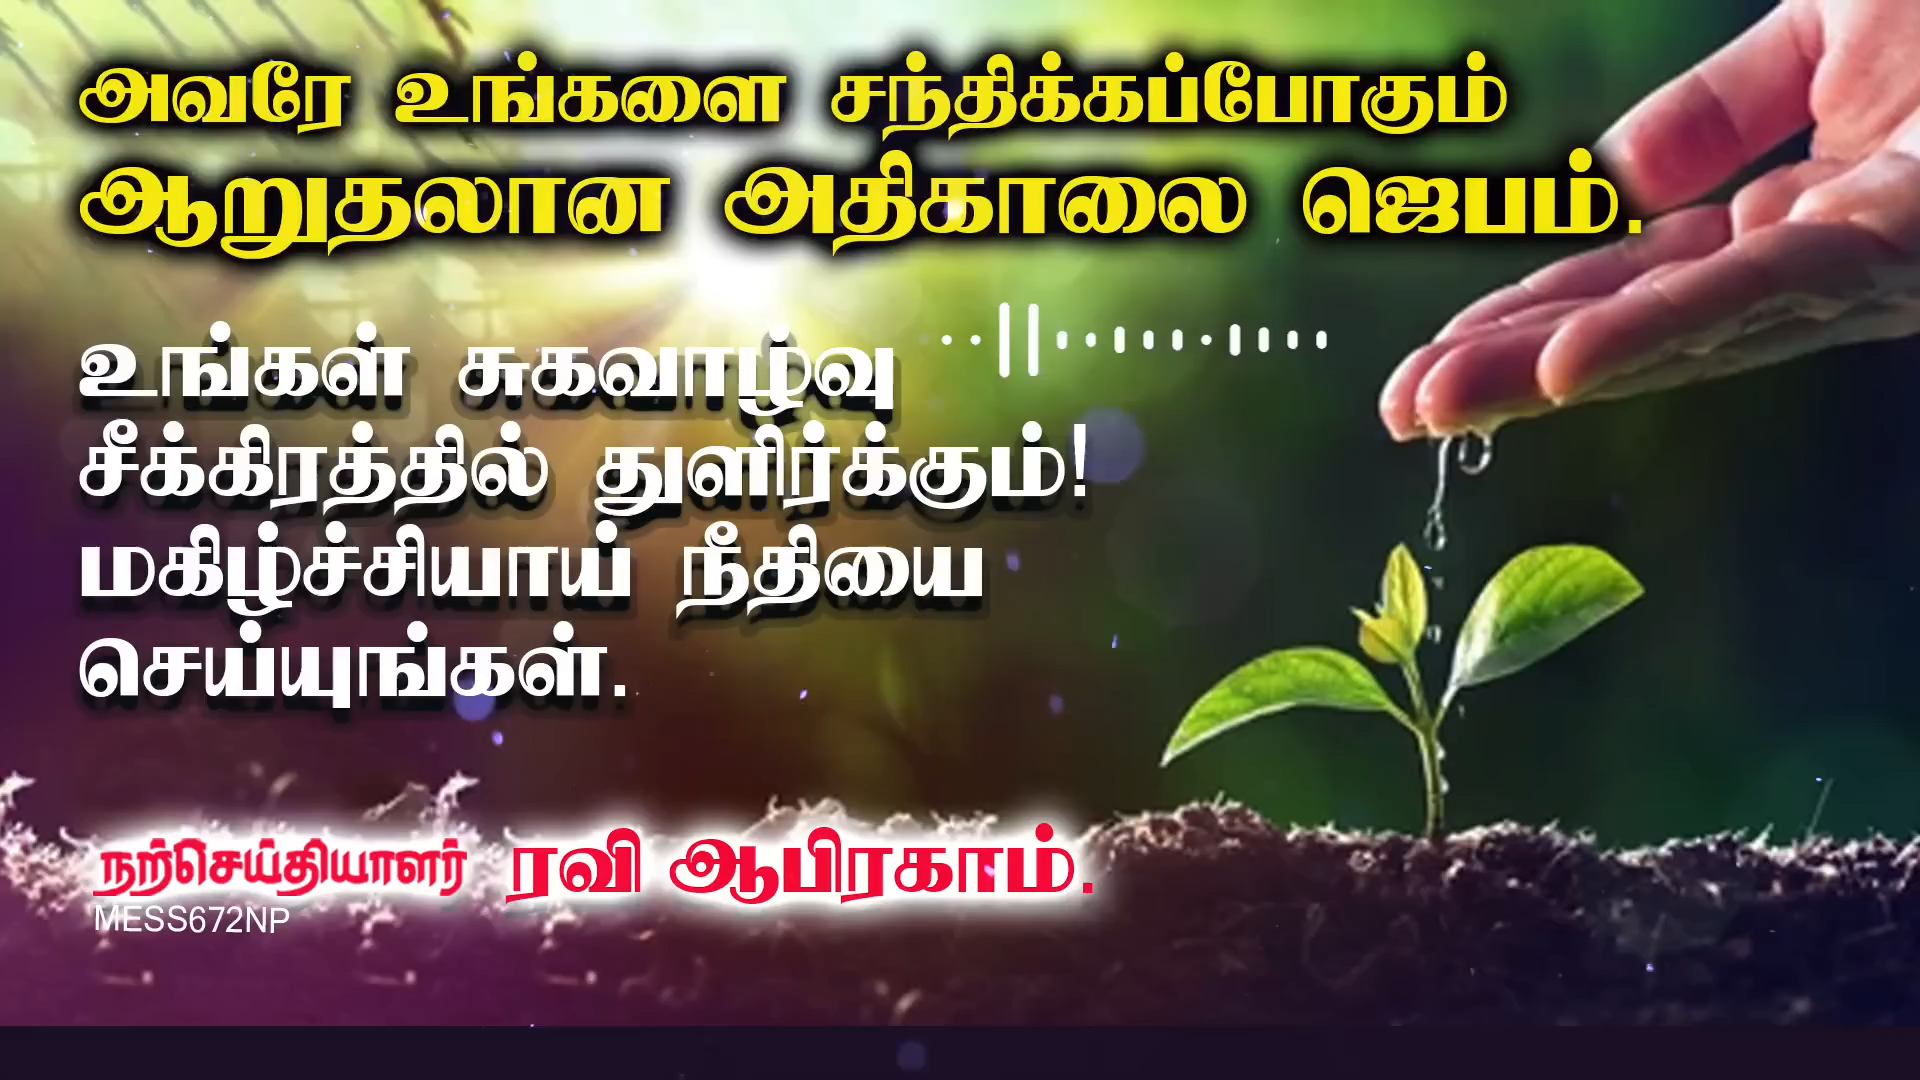 அவரே உங்களை சந்திக்கப்போகும்
ஆறுதலான அதிகாலை ஜெபம்.
உங்கள் சுகவாழ்வு
சீக்கிரத்தில் துளிர்க்கும்!
மகிழ்ச்சியாய் நீதியை
செய்யுங்கள்.
நற்செய்தியாளர் ரவி ஆபிரகாம்.
MESS672NP